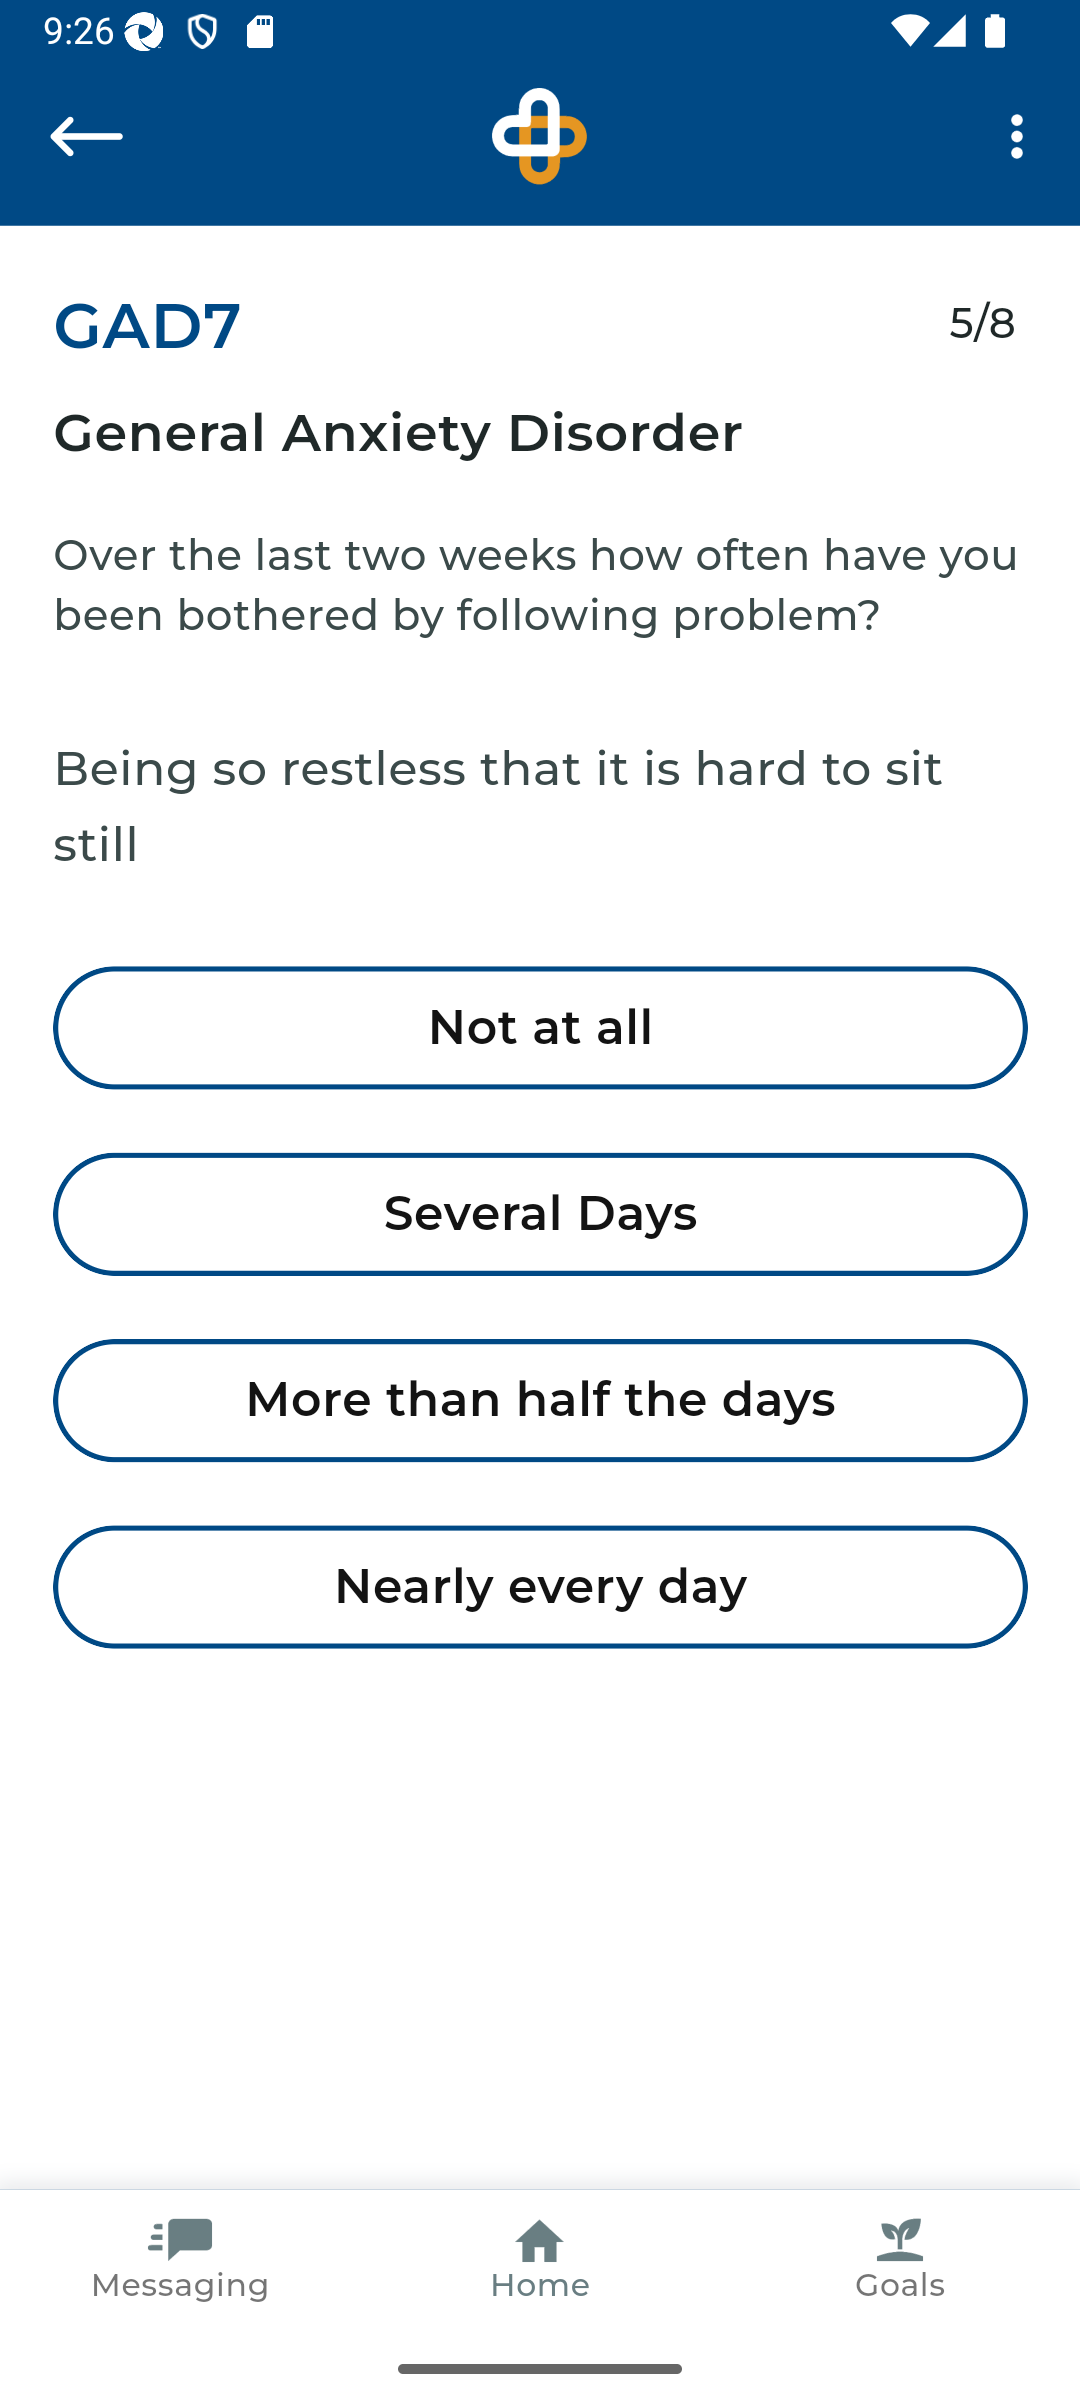 9:26
GAD7
5/8
General Anxiety Disorder
Over the last two weeks how often have you
been bothered by following problem?
Being so restless that it is hard to sit
still
Not at all
Several Days
More than half the days
Nearly every day
Messaging
Home
Goals